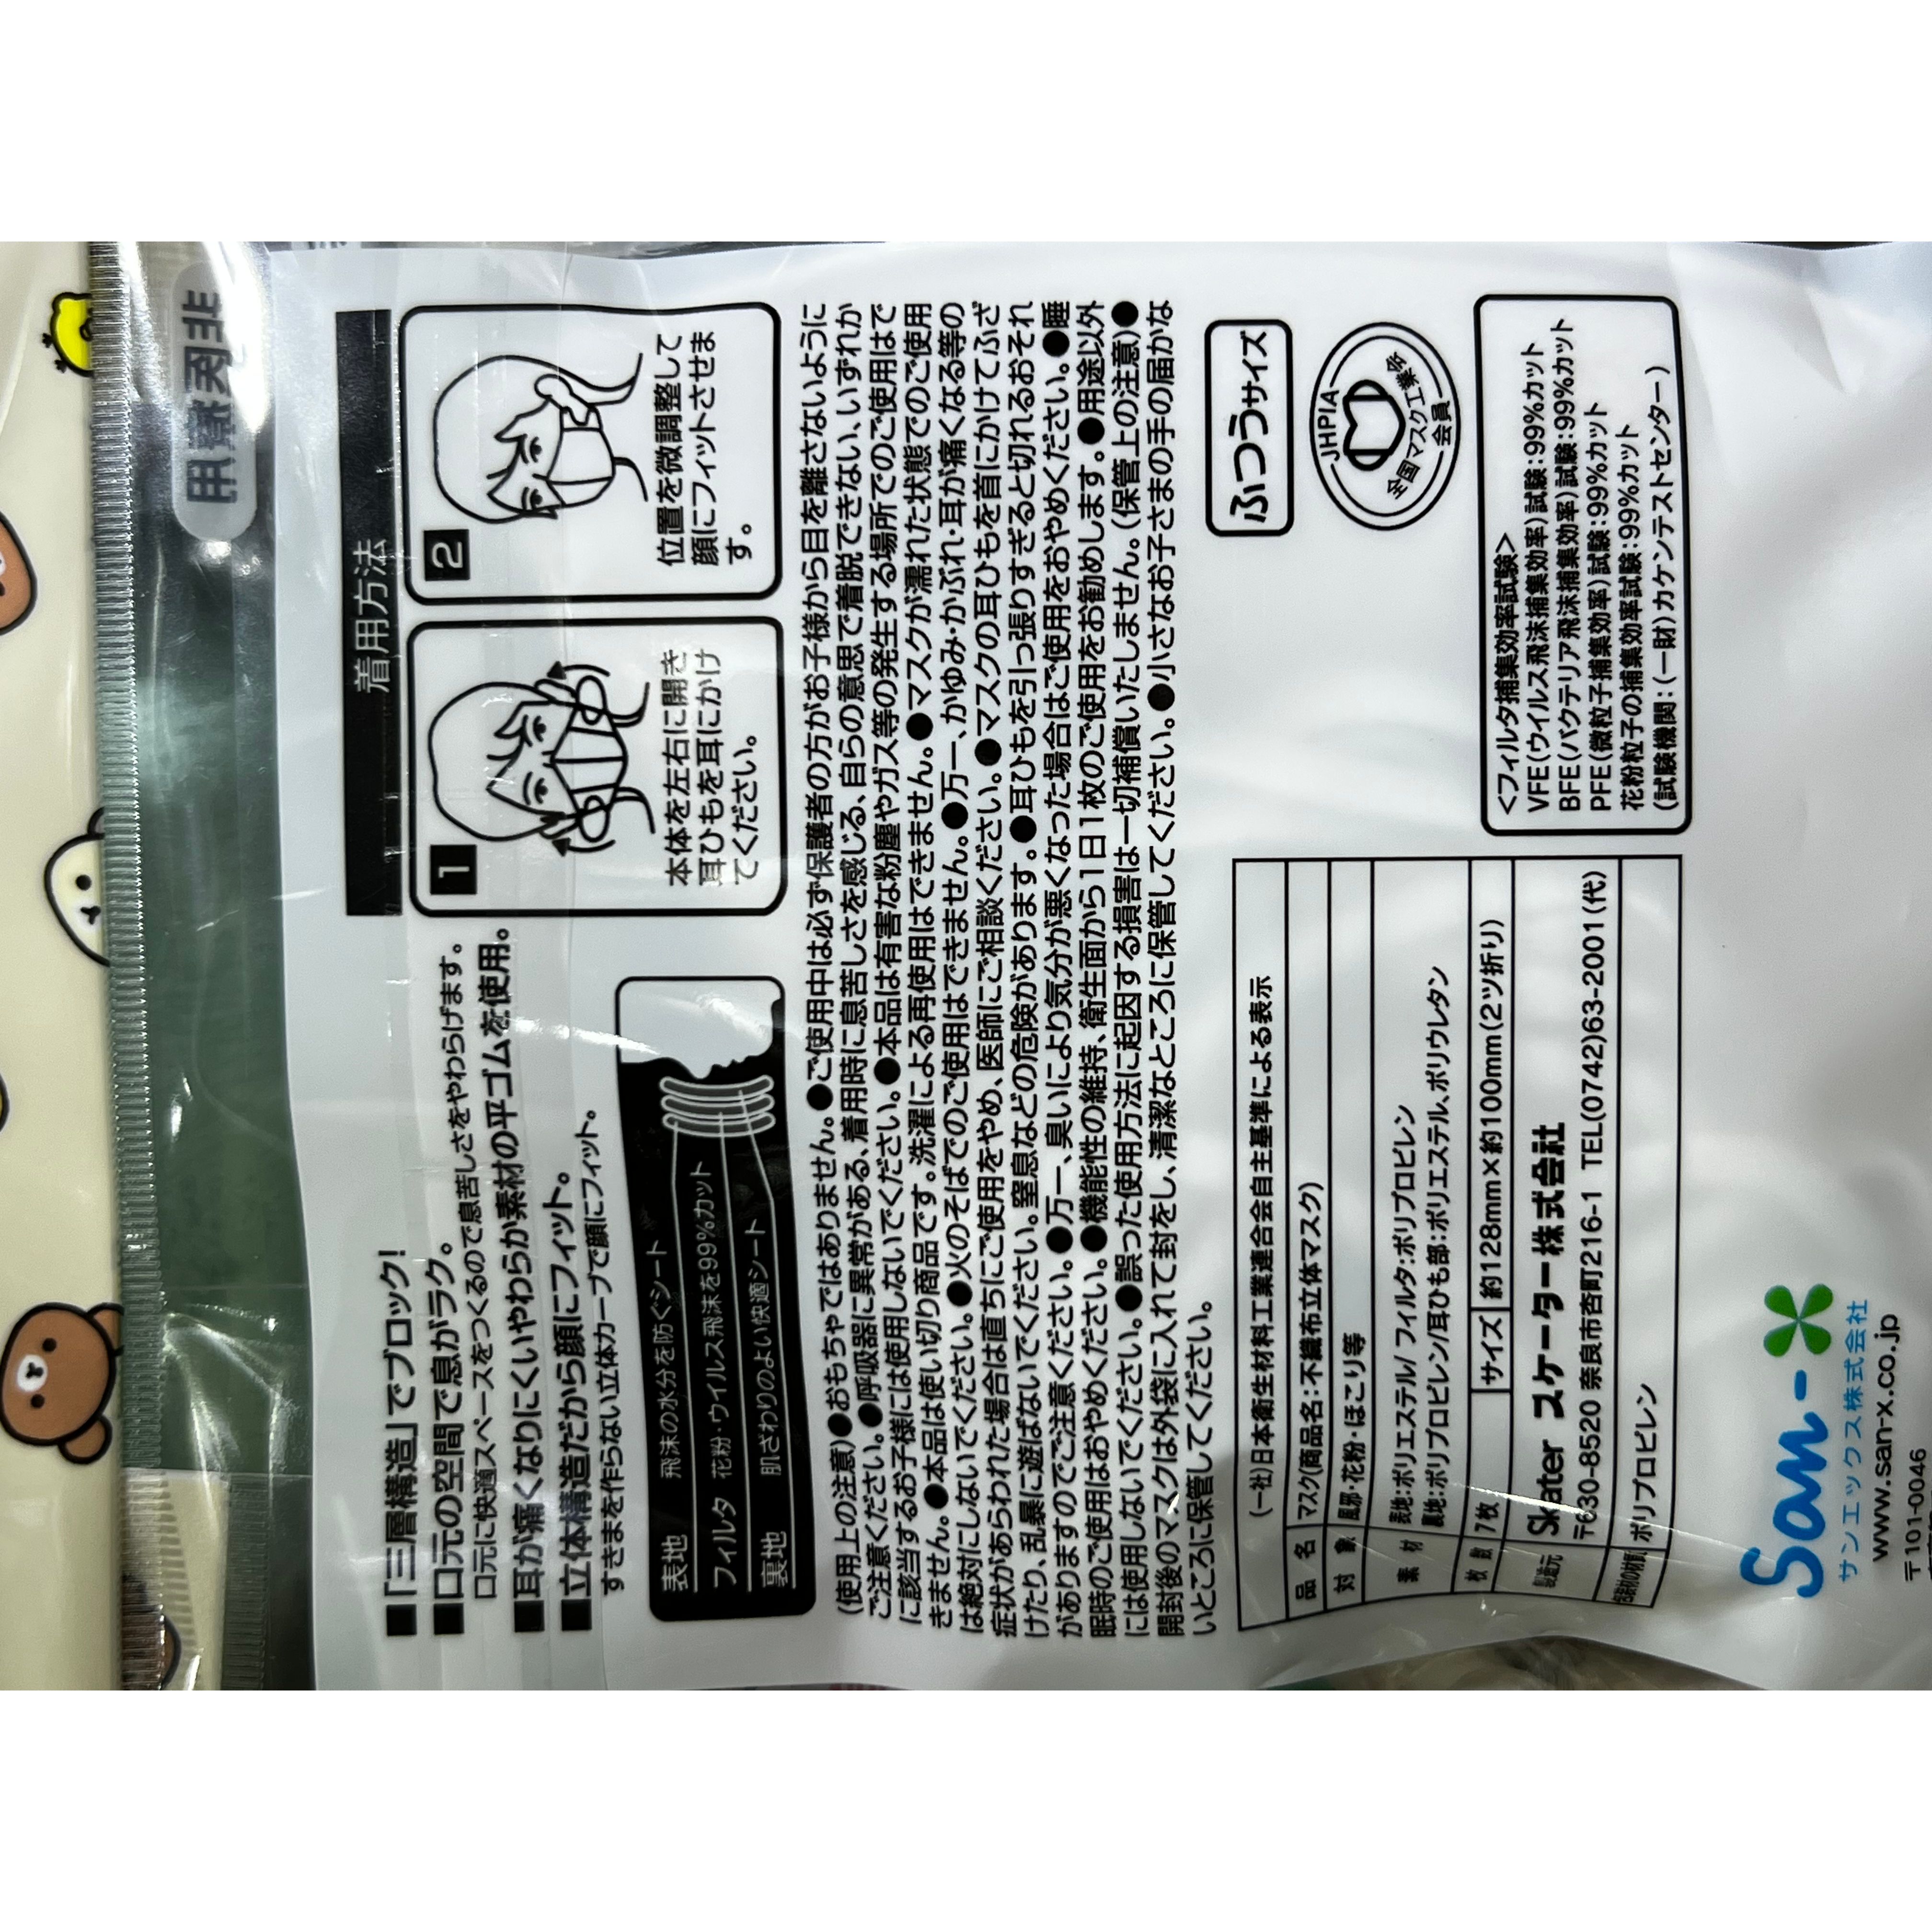 非医療用
■「三層構造」でブロック!
■口元の空間で息がラク。
口元に快適スペースをつくるので息苦しさをやわらげます。
■耳が痛くなりにくいやわらか素材の平ゴムを使用。
■立体構造だから顔にフィット。
すきまを作らない立体カーブで顔にフィット。
表地 飛沫の水分を防ぐシート
フィルタ 花粉・ウイルス飛沫を99%カット
裏地 肌ざわりのよい快適シート
着用方法
1
本体を左右に開き
耳ひもを耳にかけ
てください。
2
位置を微調整して
顔にフィットさせま
す。
(使用上の注意)●おもちゃではありません。●ご使用中は必ず保護者の方がお子様から目を離さないように
ご注意ください。●呼吸器に異常がある、着用時に息苦しさを感じる、自らの意思で着脱できない、いずれか
に該当するお子様には使用しないでください。●本品は有害な粉塵やガス等の発生する場所でのご使用はで
きません。●本品は使い切り商品です。洗濯による再使用はできません。●マスクが濡れた状態でのご使用
は絶対にしないでください。●火のそばでのご使用はできません。●万一、かゆみ・かぶれ・耳が痛くなる等の
症状があらわれた場合は直ちにご使用をやめ、医師にご相談ください。●マスクの耳ひもを首にかけてふざ
けたり、乱暴に遊ばないでください。窒息などの危険があります。●耳ひもを引っ張りすぎると切れるおそれ
がありますのでご注意ください。●万一、臭いにより気分が悪くなった場合はご使用をおやめください。●睡
眠時のご使用はおやめください。●機能性の維持、衛生面から1日1枚のご使用をお勧めします。●用途以外
には使用しないでください。●誤った使用方法に起因する損害は一切補償いたしません。(保管上の注意)●
開封後のマスクは外袋に入れて封をし、清潔なところに保管してください。●小さなお子さまの手の届かな
いところに保管してください。
(一社)日本衛生材料工業連合会自主基準による表示
品名 マスク(商品名:不織布立体マスク)
対象 風邪・花粉・ほこり等
素材 表地:ポリエステル/フィルタ:ポリプロピレン
裏地:ポリプロピレン/耳ひも部:ポリエステル、ポリウレタン
枚数 7枚 サイズ 約128mm×約100mm(2ツ折り)
製造元 Skater スケーター株式会社
〒630-8520 奈良市杏町216-1 TEL(0742)63-2001(代)
包装材の材質 ポリプロピレン
ふつうサイズ
JHPIA
全国マスク工業会
会員
<フィルタ捕集効率試験>
VFE(ウイルス飛沫捕集効率)試験:99%カット
BFE(バクテリア飛沫捕集効率)試験:99%カット
PFE(微粒子捕集効率)試験:99%カット
花粉粒子の捕集効率試験:99%カット
(試験機関:(一財)カケンテストセンター)
San-X
サンエックス株式会社
www.san-x.co.jp
〒101-0046